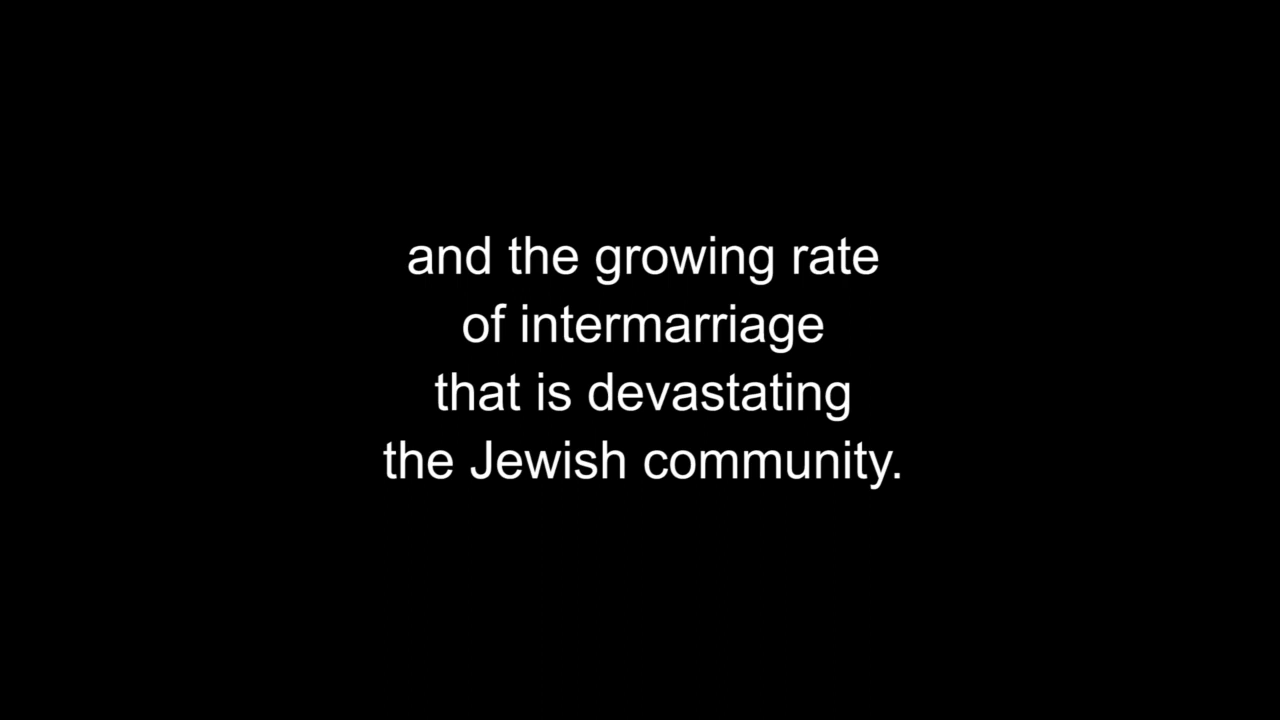 and the growing rate
of intermarriage
that is devastating
the Jewish community.